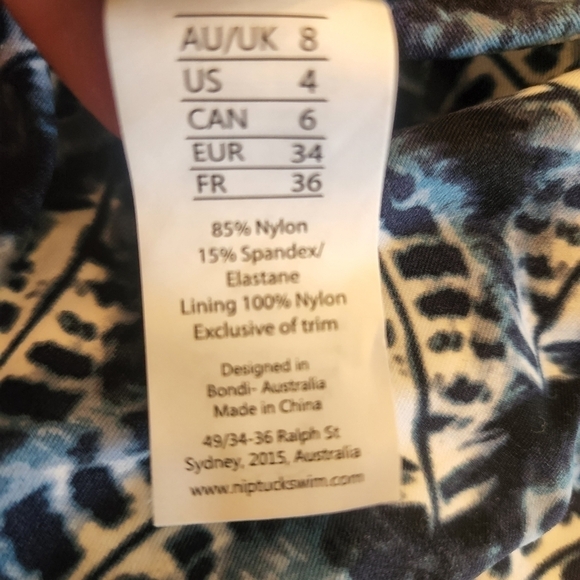 AU/UK 8
US 4
CAN 6
EUR 34
FR 36
85% Nylon
15% Spandex/
Elastane
Lining 100% Nylon
Exclusive of trim
Designed in
Bondi- Australia
Made in China
49/34-36 Ralph St
Sydney, 2015, Australia
www.niptuckswim.com